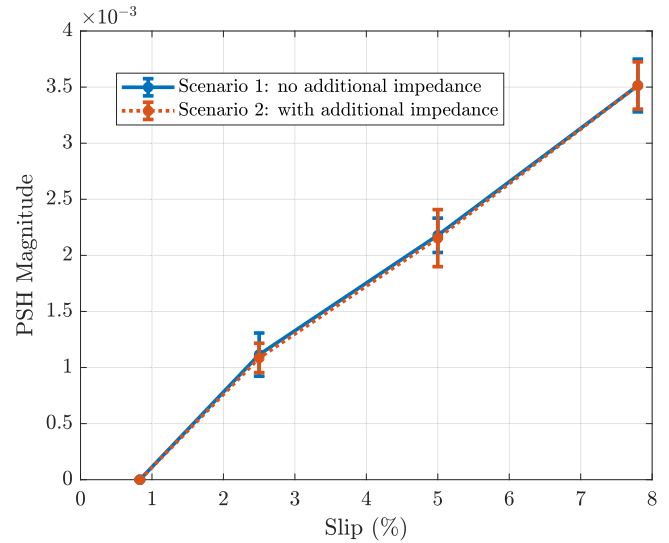 ×10⁻³
4
3.5
3
2.5
2
1.5
1
0.5
0
PSH Magnitude
Scenario 1: no additional impedance
Scenario 2: with additional impedance
0 1 2 3 4 5 6 7 8
Slip (%)